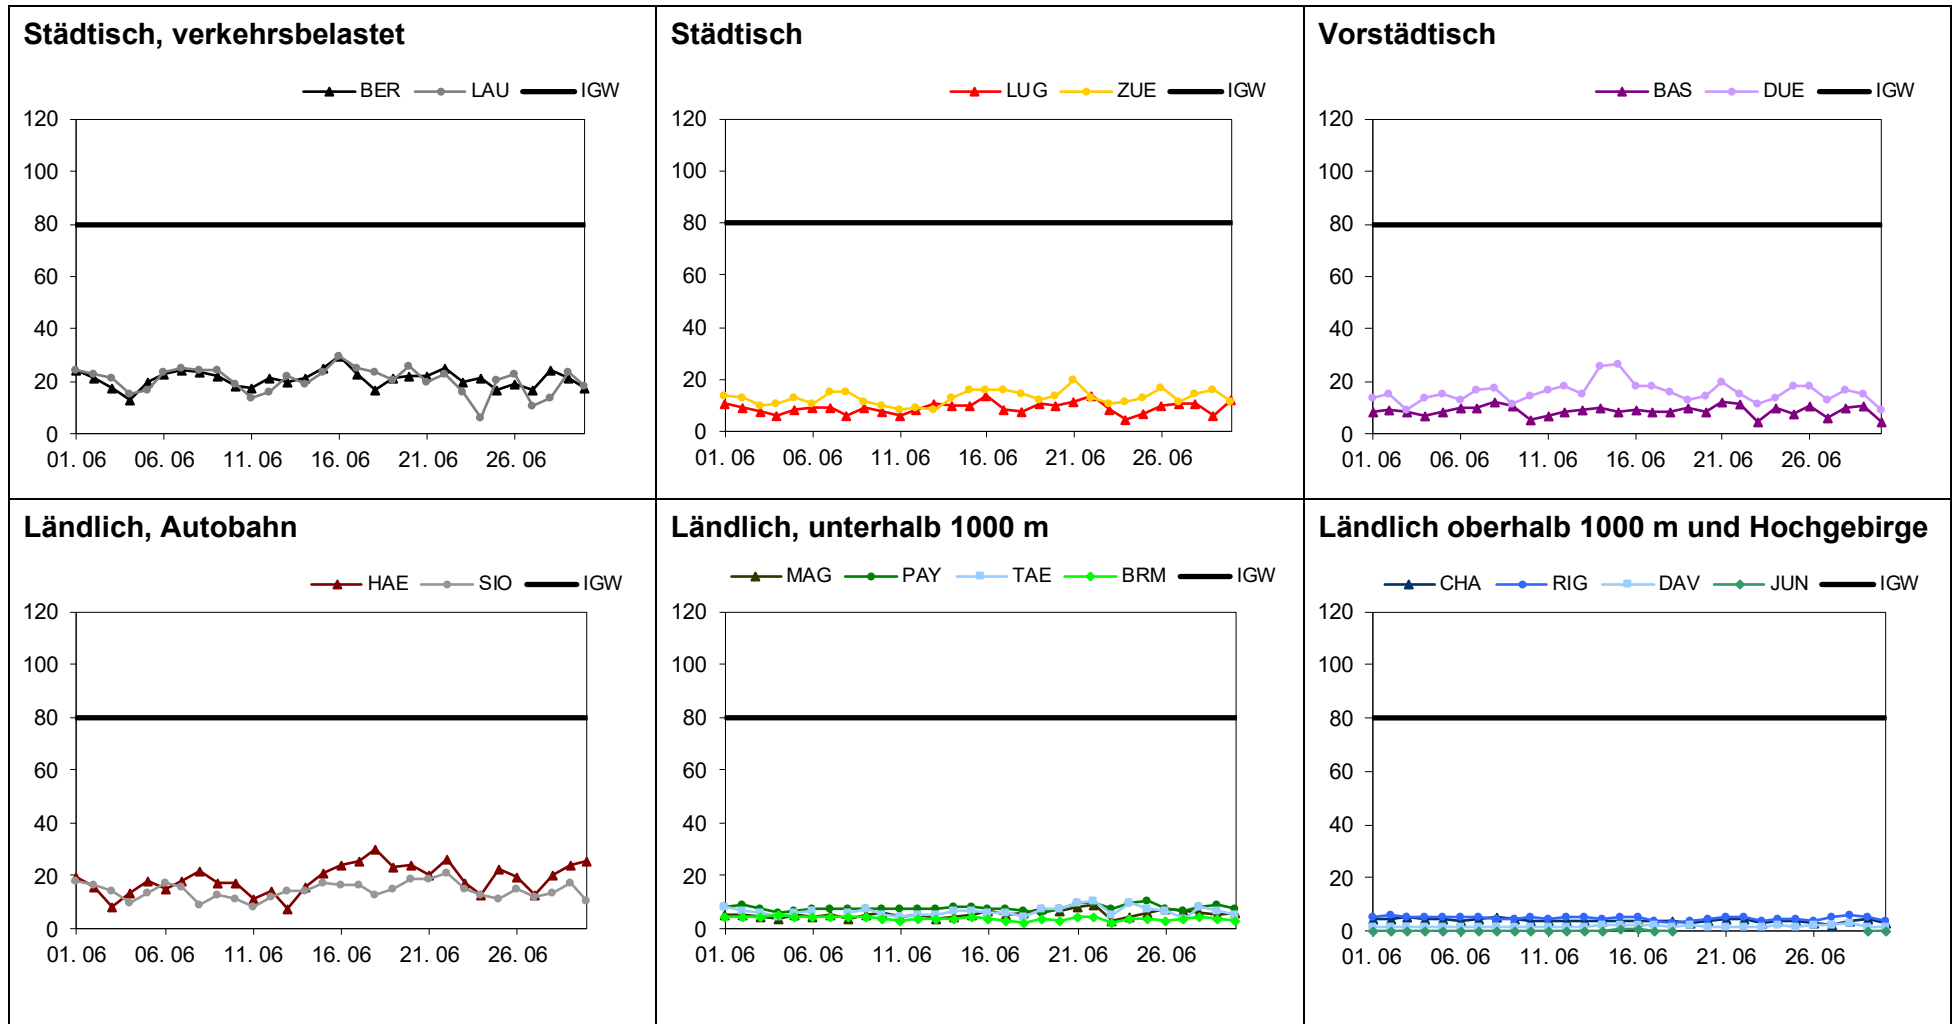 Städtisch, verkehrsbelastet
BER LAU IGW
120
100
80
60
40
20
0
01. 06 06. 06 11. 06 16. 06 21. 06 26. 06
Städtisch
LUG ZUE IGW
120
100
80
60
40
20
0
01. 06 06. 06 11. 06 16. 06 21. 06 26. 06
Vorstädtisch
BAS DUE IGW
120
100
80
60
40
20
0
01. 06 06. 06 11. 06 16. 06 21. 06 26. 06
Ländlich, Autobahn
HAE SIO IGW
120
100
80
60
40
20
0
01. 06 06. 06 11. 06 16. 06 21. 06 26. 06
Ländlich, unterhalb 1000 m
MAG PAY TAE BRM IGW
120
100
80
60
40
20
0
01. 06 06. 06 11. 06 16. 06 21. 06 26. 06
Ländlich oberhalb 1000 m und Hochgebirge
CHA RIG DAV JUN IGW
120
100
80
60
40
20
0
01. 06 06. 06 11. 06 16. 06 21. 06 26. 06